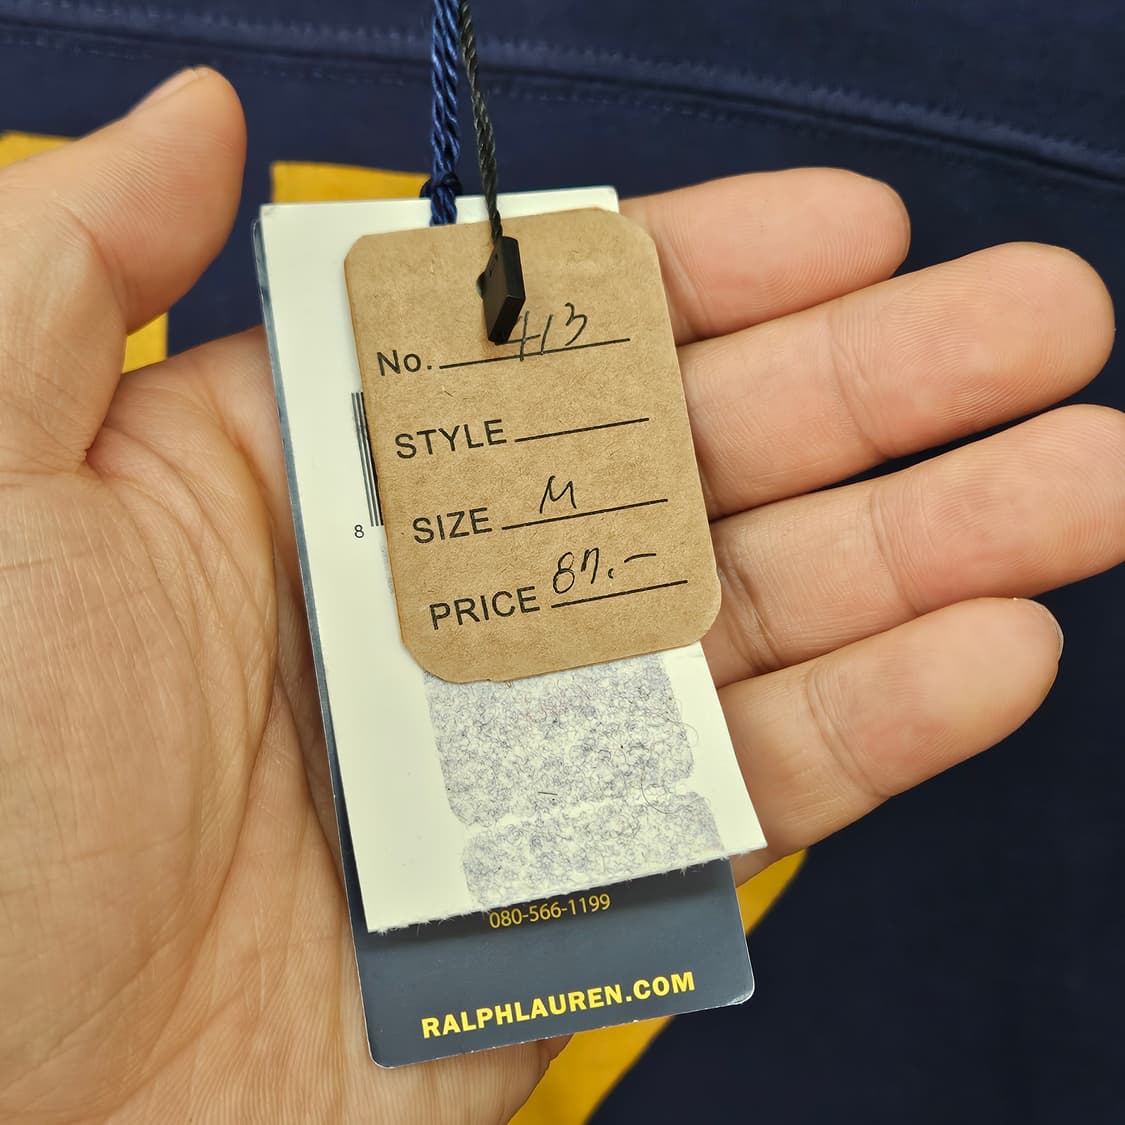 No. 413
STYLE
SIZE M
PRICE 87.-
8
080-566-1199
RALPHLAUREN.COM